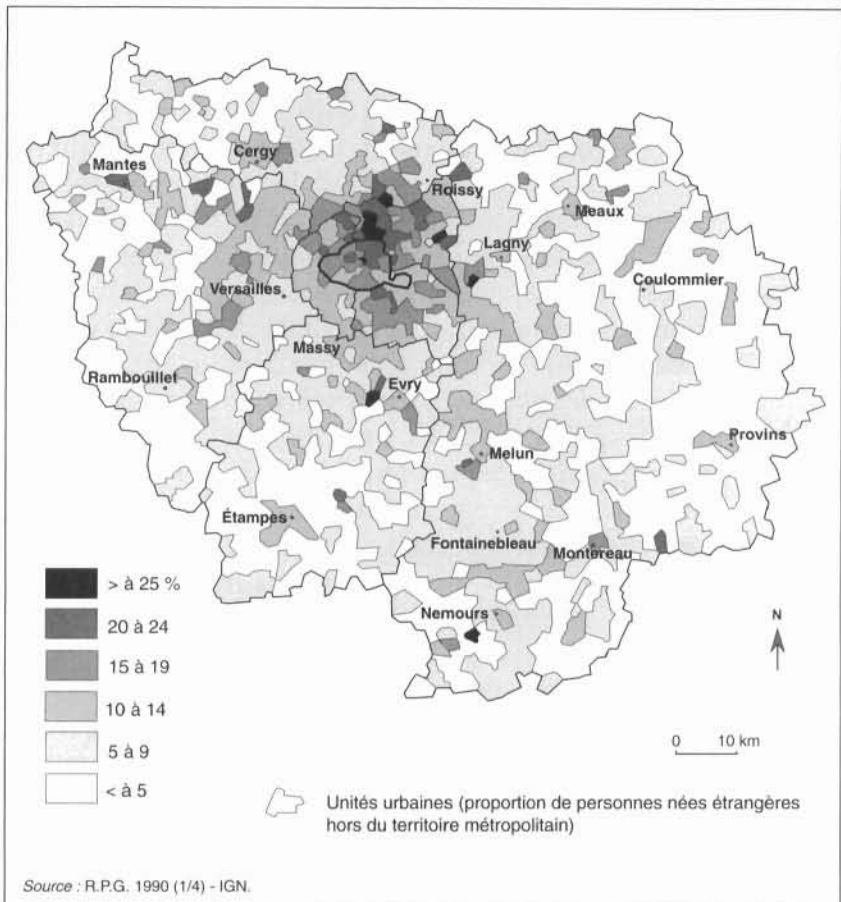 Cergy
Mantes
Roissy
Meaux
Lagny
Coulommier
Versailles
Massy
Rambouillet
Evry
Provins
Melun
Étampes
Fontainebleau
Montereau
Nemours
> à 25 %
20 à 24
15 à 19
10 à 14
5 à 9
< à 5
N
0 10 km
Unités urbaines (proportion de personnes nées étrangères
hors du territoire métropolitain)
Source : R.P.G. 1990 (1/4) - IGN.